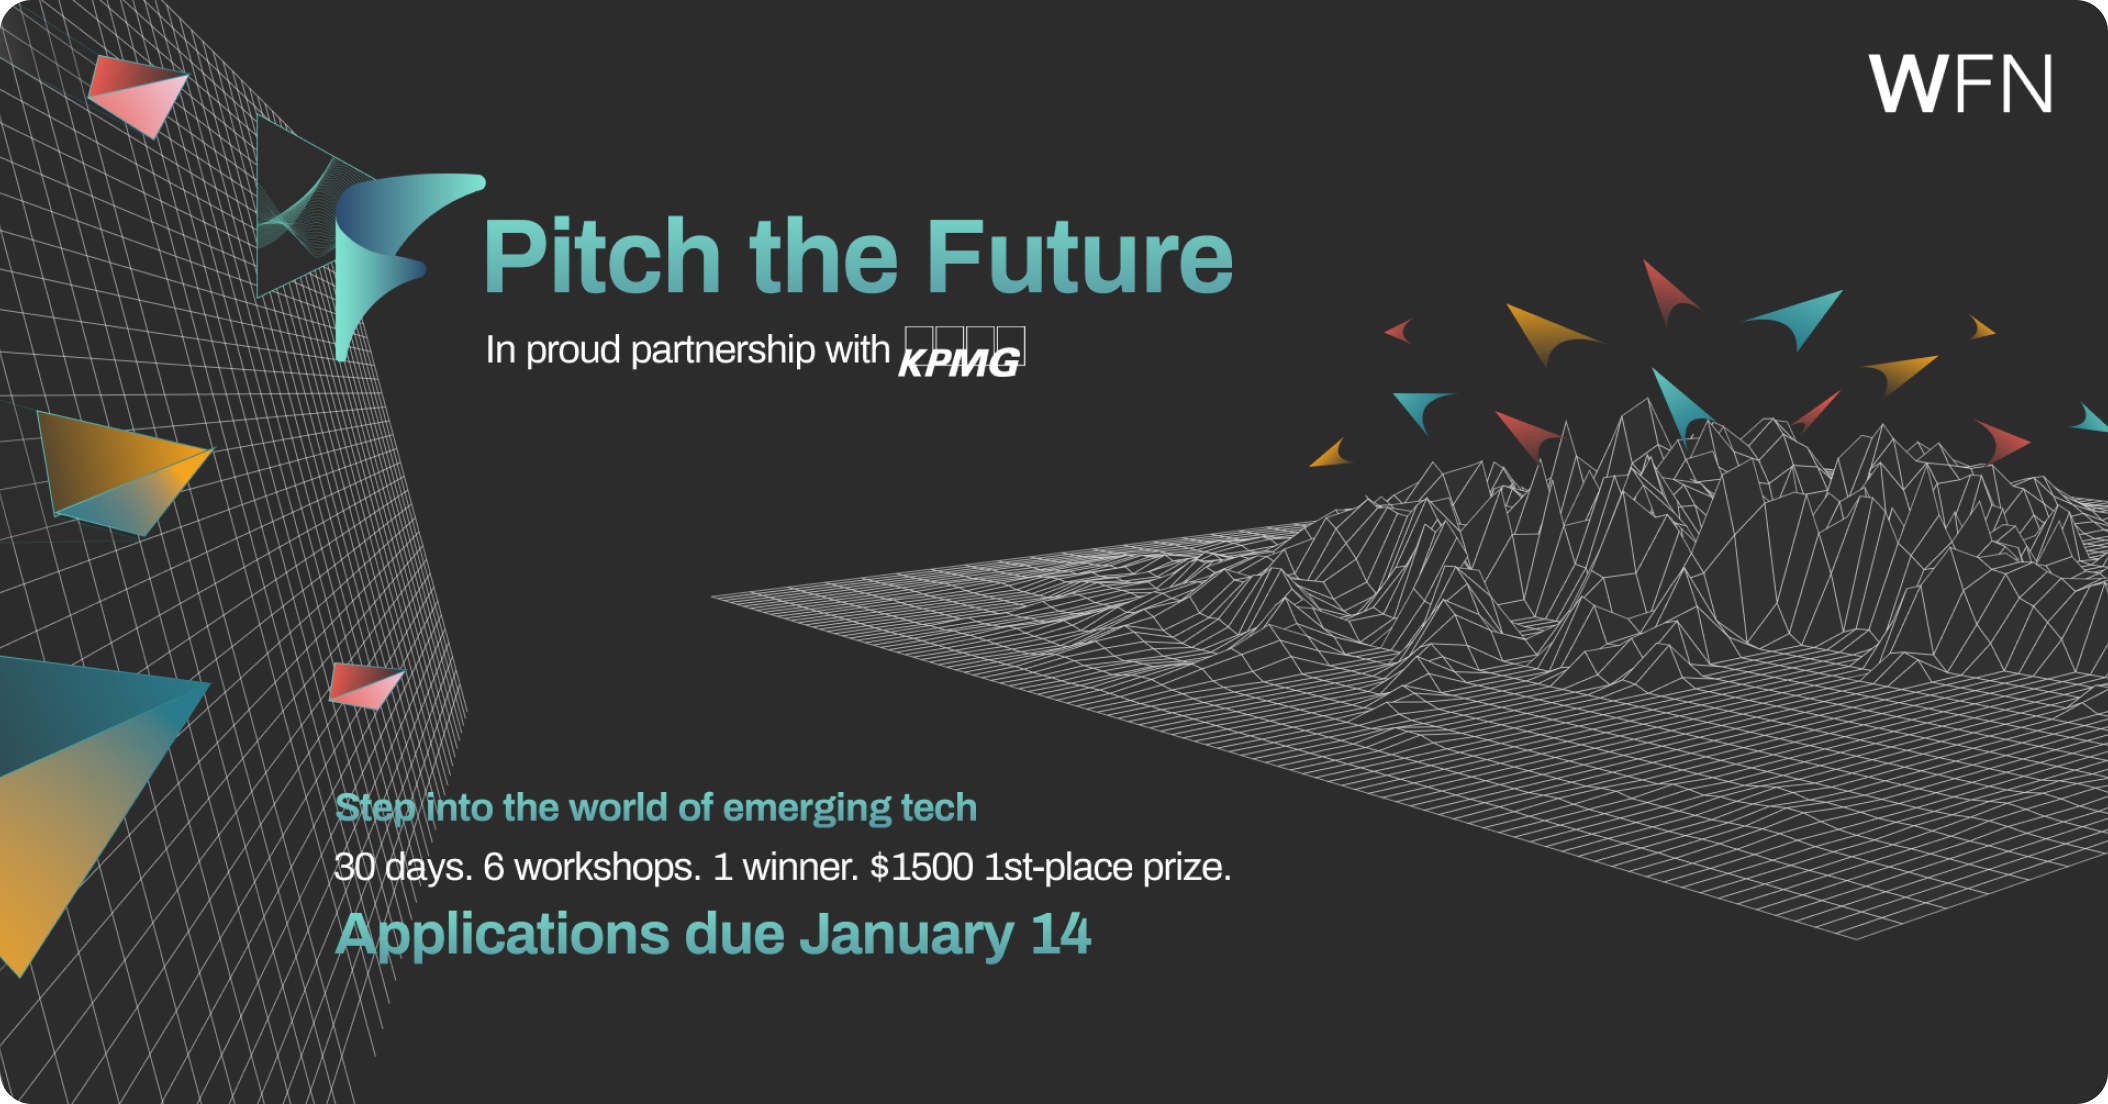 WFN
Pitch the Future
In proud partnership with KPMG
Step into the world of emerging tech
30 days. 6 workshops. 1 winner. $1500 1st-place prize.
Applications due January 14